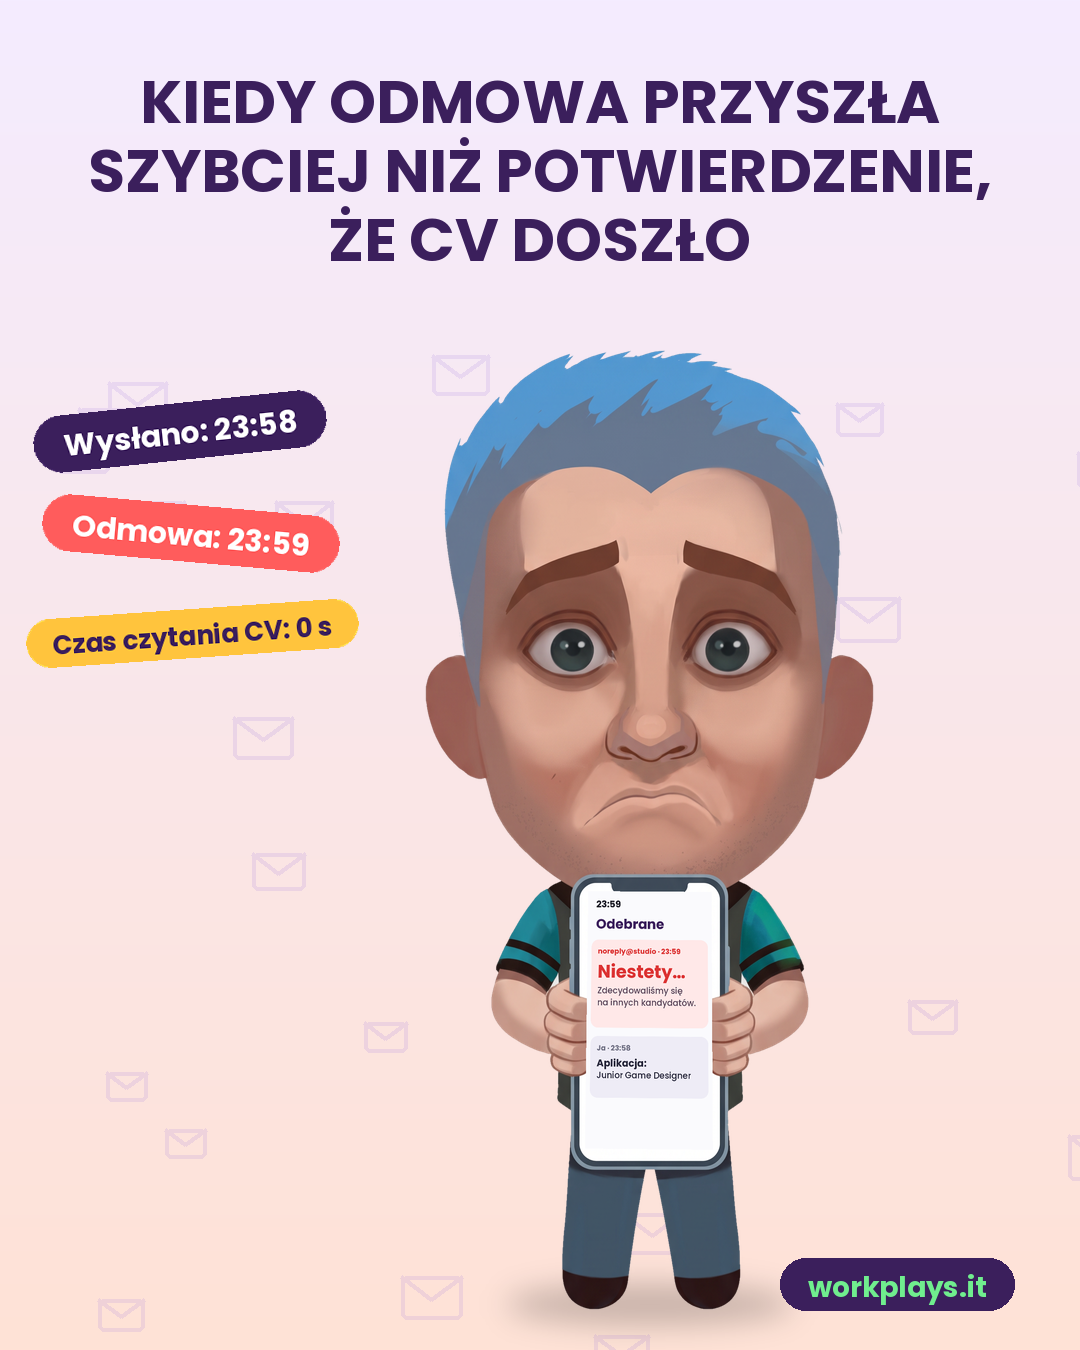 KIEDY ODMOWA PRZYSZŁA
SZYBCIEJ NIŻ POTWIERDZENIE,
ŻE CV DOSZŁO
Wysłano: 23:58
Odmowa: 23:59
Czas czytania CV: 0 s
23:59
Odebrane
noreply@studio · 23:59
Niestety...
Zdecydowaliśmy się
na innych kandydatów.
Ja · 23:58
Aplikacja:
Junior Game Designer
workplays.it